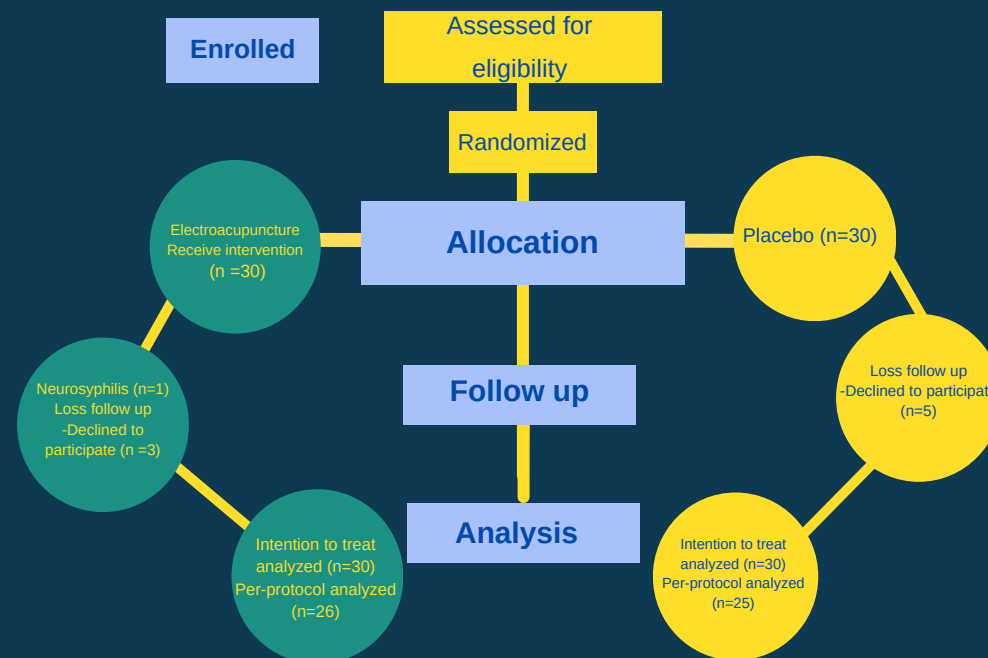 Enrolled
Assessed for
eligibility
Randomized
Allocation
Electroacupuncture
Receive intervention
(n =30)
Placebo (n=30)
Follow up
Neurosyphilis (n=1)
Loss follow up
-Declined to
participate (n =3)
Loss follow up
-Declined to participat
(n=5)
Analysis
Intention to treat
analyzed (n=30)
Per-protocol analyzed
(n=26)
Intention to treat
analyzed (n=30)
Per-protocol analyzed
(n=25)